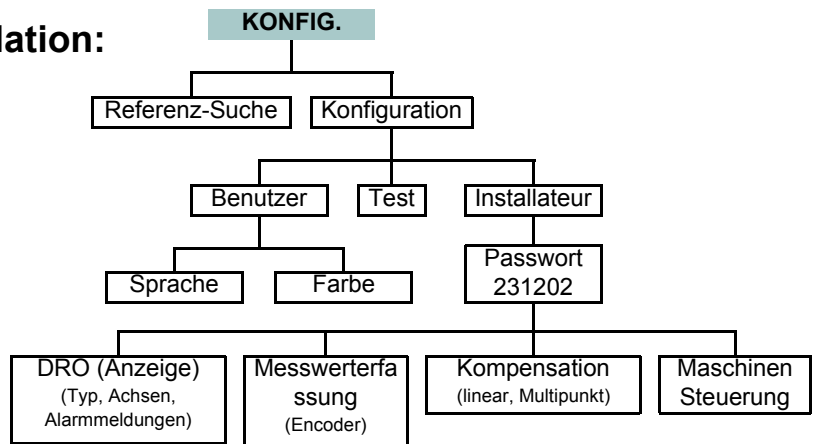 lation:
KONFIG.
Referenz-Suche
Konfiguration
Benutzer
Test
Installateur
Sprache
Farbe
Passwort
231202
DRO (Anzeige)
(Typ, Achsen,
Alarmmeldungen)
Messwerterfa
ssung
(Encoder)
Kompensation
(linear, Multipunkt)
Maschinen
Steuerung